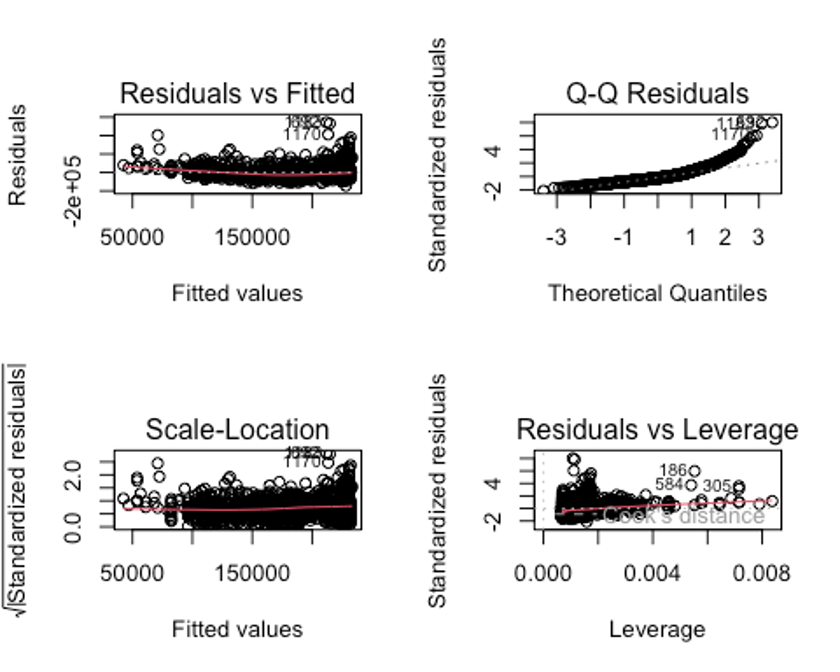 Residuals vs Fitted
Residuals
-2e+05
1170
50000 150000
Fitted values
Q-Q Residuals
Standardized residuals
4
-2
-3 -1 1 2 3
Theoretical Quantiles
Scale-Location
√|Standardized residuals|
2.0
0.0
1170
50000 150000
Fitted values
Residuals vs Leverage
Standardized residuals
4
-2
186
584 305
Cook's distance
0.000 0.004 0.008
Leverage